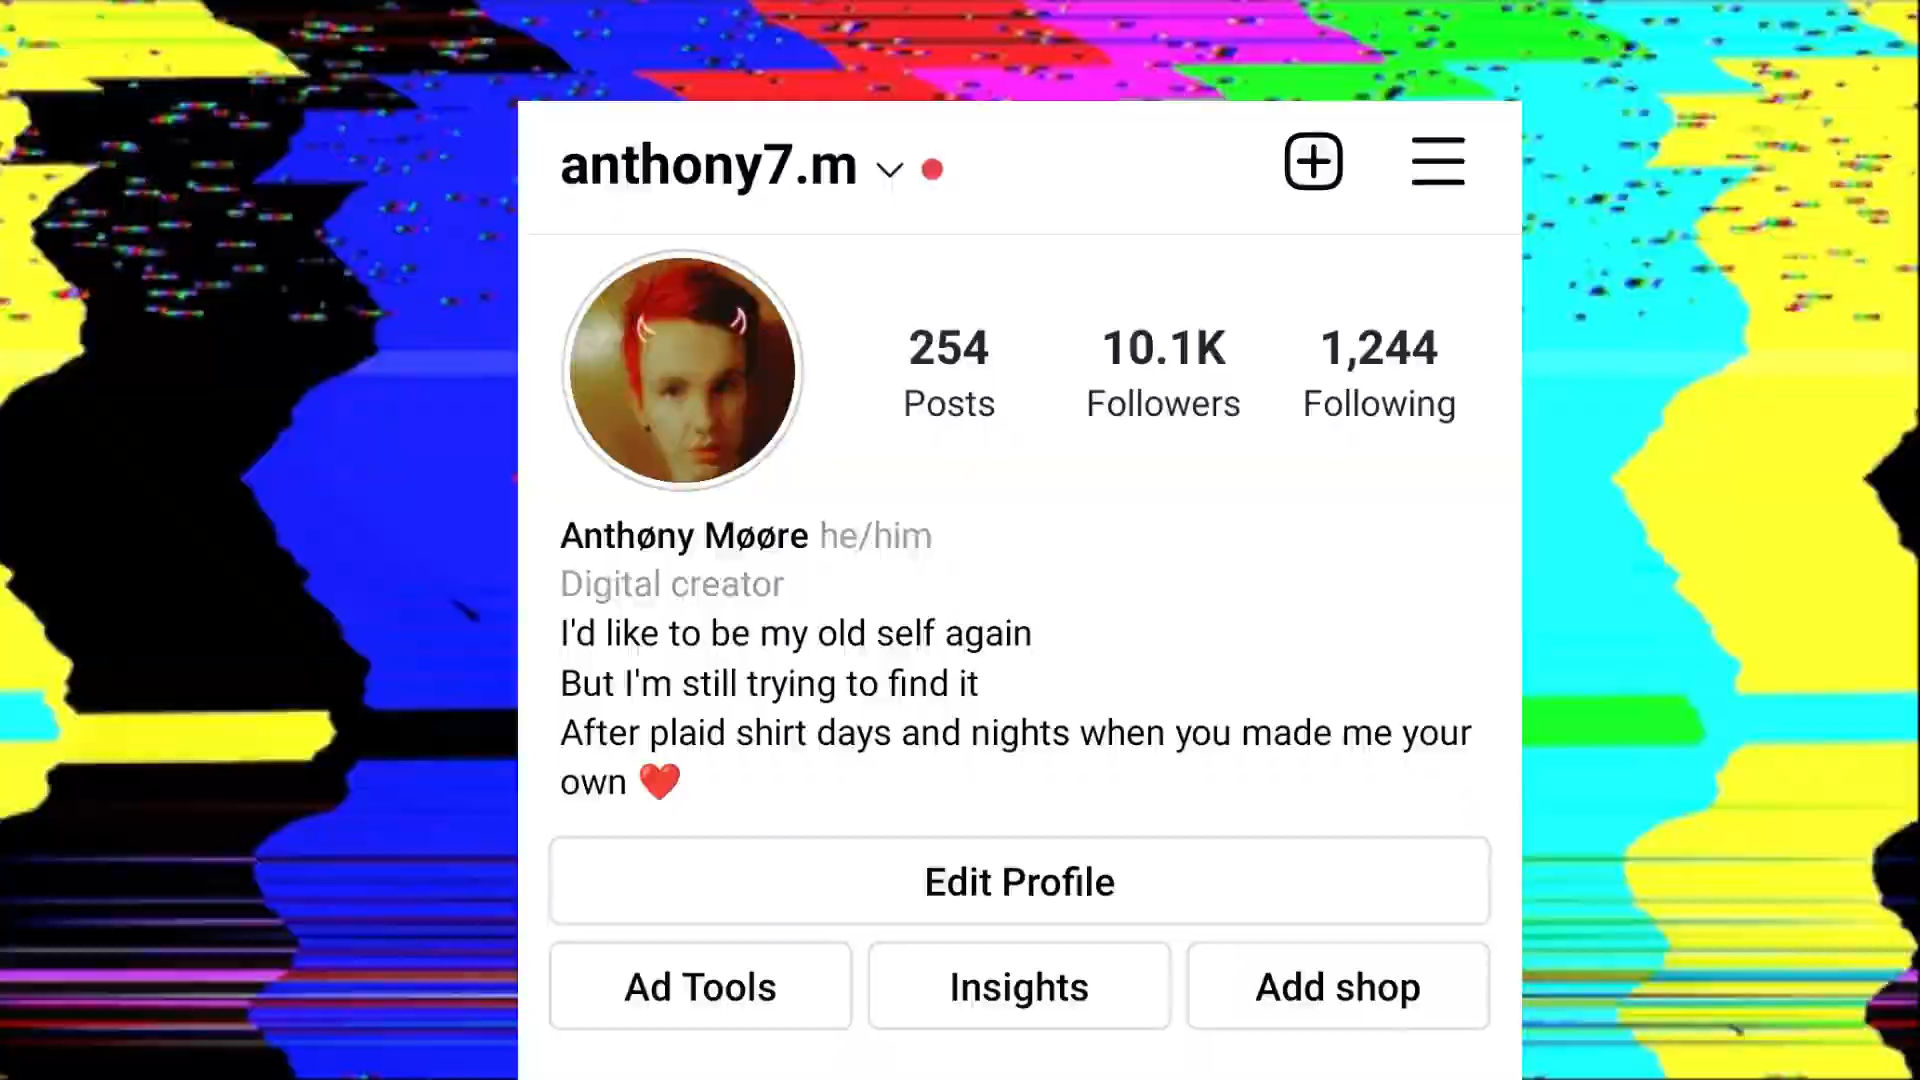 anthony7.m
254 10.1K 1,244
Posts Followers Following
Anthøny Møøre he/him
Digital creator
I'd like to be my old self again
But I'm still trying to find it
After plaid shirt days and nights when you made me your
own ❤️
Edit Profile
Ad Tools Insights Add shop